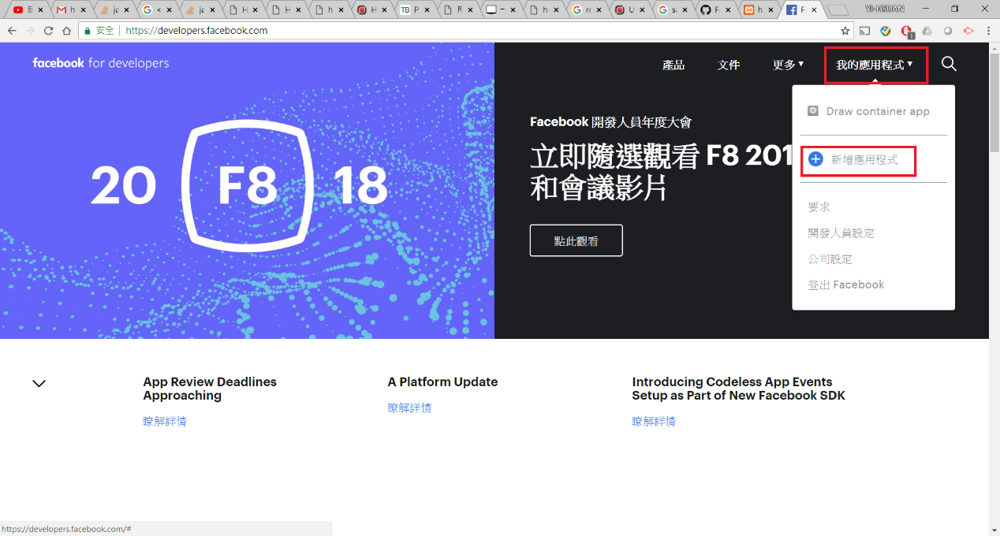 YI-HSUAN
安全
https://developers.facebook.com
1
facebook for developers
產品
文件
更多
我的應用程式
20 F8 18
Facebook 開發人員年度大會
立即隨選觀看 F8 201
和會議影片
點此觀看
Draw container app
新增應用程式
要求
開發人員設定
公司設定
登出 Facebook
App Review Deadlines
Approaching
瞭解詳情
A Platform Update
瞭解詳情
Introducing Codeless App Events
Setup as Part of New Facebook SDK
瞭解詳情
https://developers.facebook.com/#